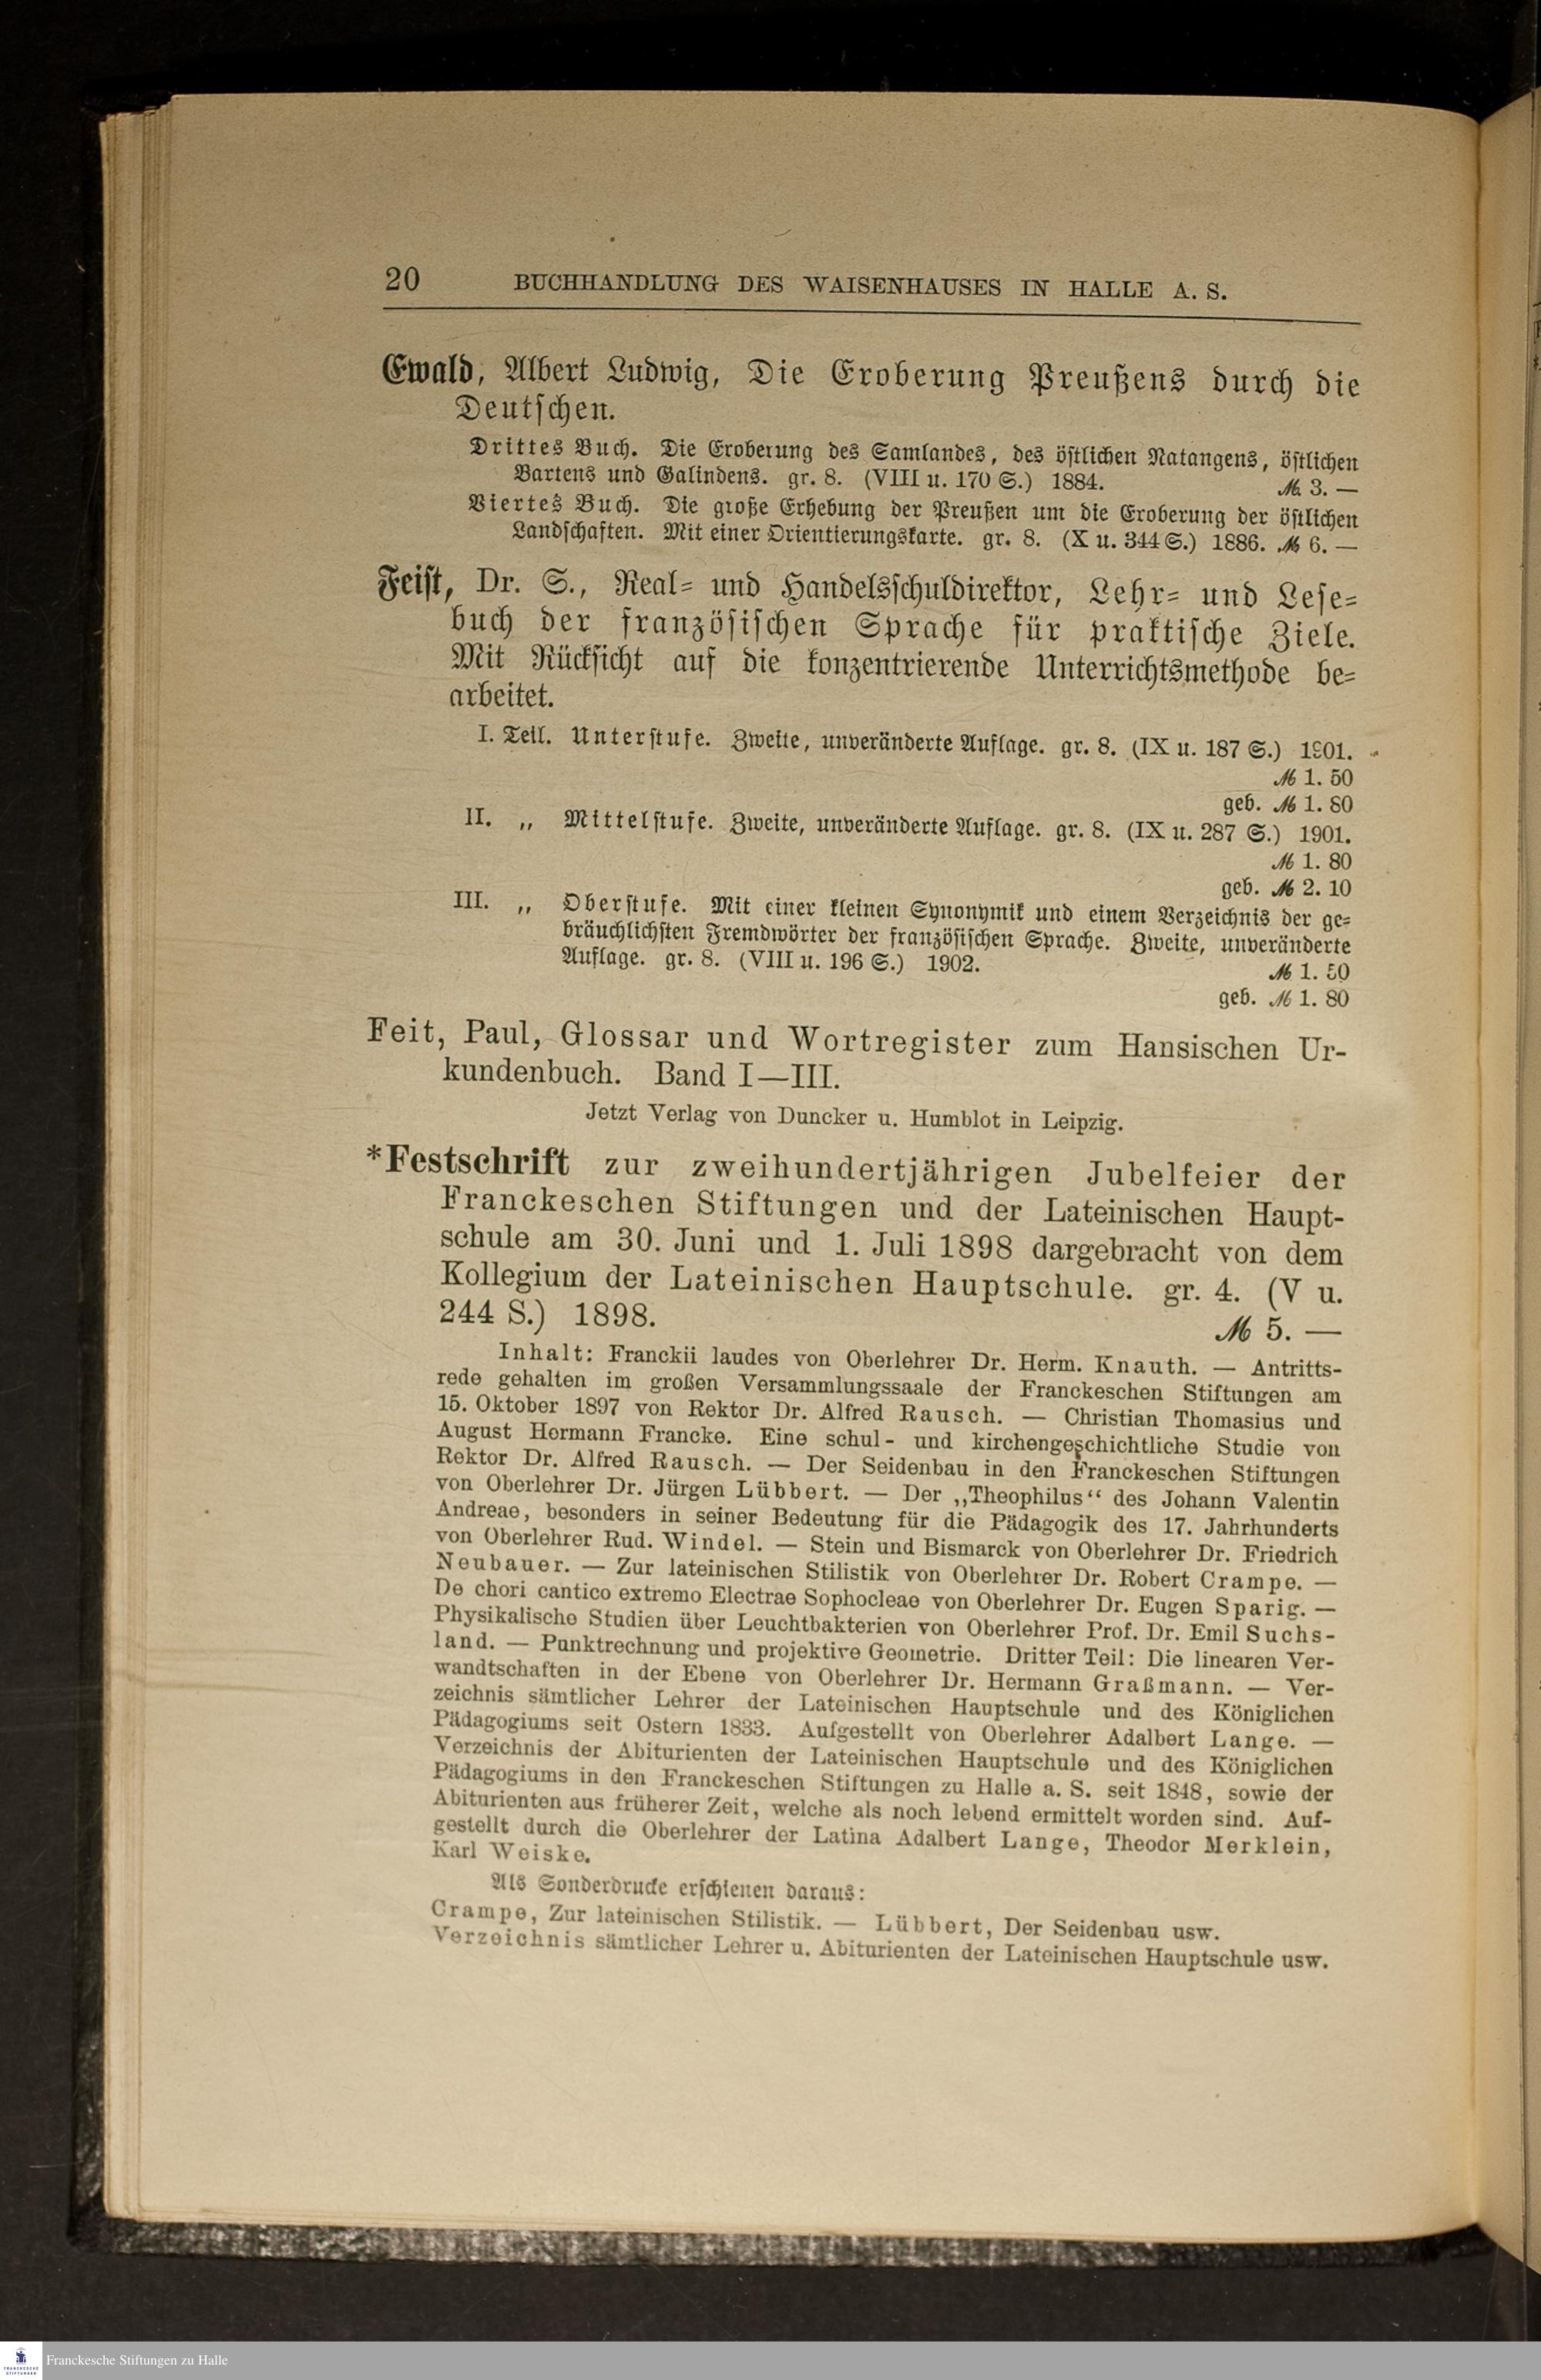 20 BUCHHANDLUNG DES WAISENHAUSES IN HALLE A. S.
Ewald, Albert Ludwig, Die Eroberung Preußens durch die
Deutschen.
Drittes Buch. Die Eroberung des Samlandes, des östlichen Natangens, östlichen
Bartens und Galindens. gr. 8. (VIII u. 170 S.) 1884. ℳ 3. —
Viertes Buch. Die große Erhebung der Preußen um die Eroberung der östlichen
Landschaften. Mit einer Orientierungskarte. gr. 8. (X u. 344 S.) 1886. ℳ 6. —
Feist, Dr. S., Real- und Handelsschuldirektor, Lehr- und Lese-
buch der französischen Sprache für praktische Ziele.
Mit Rücksicht auf die konzentrierende Unterrichtsmethode be-
arbeitet.
I. Teil. Unterstufe. Zweite, unveränderte Auflage. gr. 8. (IX u. 187 S.) 1901.
ℳ 1. 50
geb. ℳ 1. 80
II. „ Mittelstufe. Zweite, unveränderte Auflage. gr. 8. (IX u. 287 S.) 1901.
ℳ 1. 80
geb. ℳ 2. 10
III. „ Oberstufe. Mit einer kleinen Synonymik und einem Verzeichnis der ge-
bräuchlichsten Fremdwörter der französischen Sprache. Zweite, unveränderte
Auflage. gr. 8. (VIII u. 196 S.) 1902. ℳ 1. 50
geb. ℳ 1. 80
Feit, Paul, Glossar und Wortregister zum Hansischen Ur-
kundenbuch. Band I—III.
Jetzt Verlag von Duncker u. Humblot in Leipzig.
*Festschrift zur zweihundertjährigen Jubelfeier der
Franckeschen Stiftungen und der Lateinischen Haupt-
schule am 30. Juni und 1. Juli 1898 dargebracht von dem
Kollegium der Lateinischen Hauptschule. gr. 4. (V u.
244 S.) 1898. ℳ 5. —
Inhalt: Franckii laudes von Oberlehrer Dr. Herm. Knauth. — Antritts-
rede gehalten im großen Versammlungssaale der Franckeschen Stiftungen am
15. Oktober 1897 von Rektor Dr. Alfred Rausch. — Christian Thomasius und
August Hermann Francke. Eine schul- und kirchengeschichtliche Studie von
Rektor Dr. Alfred Rausch. — Der Seidenbau in den Franckeschen Stiftungen
von Oberlehrer Dr. Jürgen Lübbert. — Der „Theophilus“ des Johann Valentin
Andreae, besonders in seiner Bedeutung für die Pädagogik des 17. Jahrhunderts
von Oberlehrer Rud. Windel. — Stein und Bismarck von Oberlehrer Dr. Friedrich
Neubauer. — Zur lateinischen Stilistik von Oberlehrer Dr. Robert Crampe. —
De chori cantico extremo Electrae Sophocleae von Oberlehrer Dr. Eugen Sparig. —
Physikalische Studien über Leuchtbakterien von Oberlehrer Prof. Dr. Emil Suchs-
land. — Punktrechnung und projektive Geometrie. Dritter Teil: Die linearen Ver-
wandtschaften in der Ebene von Oberlehrer Dr. Hermann Graßmann. — Ver-
zeichnis sämtlicher Lehrer der Lateinischen Hauptschule und des Königlichen
Pädagogiums seit Ostern 1833. Aufgestellt von Oberlehrer Adalbert Lange. —
Verzeichnis der Abiturienten der Lateinischen Hauptschule und des Königlichen
Pädagogiums in den Franckeschen Stiftungen zu Halle a. S. seit 1848, sowie der
Abiturienten aus früherer Zeit, welche als noch lebend ermittelt worden sind. Auf-
gestellt durch die Oberlehrer der Latina Adalbert Lange, Theodor Merklein,
Karl Weiske.
Als Sonderdrucke erschienen daraus:
Crampe, Zur lateinischen Stilistik. — Lübbert, Der Seidenbau usw.
Verzeichnis sämtlicher Lehrer u. Abiturienten der Lateinischen Hauptschule usw.
FRANCKESCHE
STIFTUNGEN
Franckesche Stiftungen zu Halle